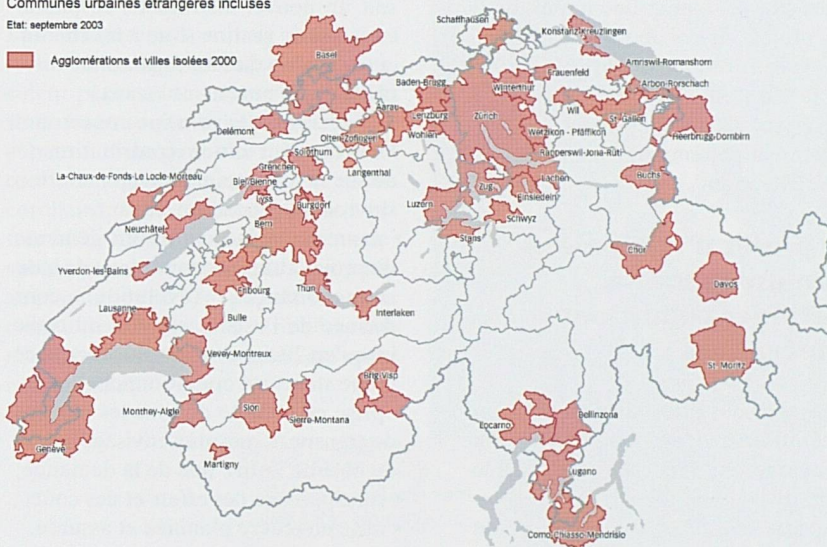 Communes urbaines étrangères incluses
Etat: septembre 2003
Agglomérations et villes isolées 2000
Schaffhausen
Konstanz-Kreuzlingen
Basel
Frauenfeld
Amriswil-Romanshorn
Baden-Brugg
Winterthur
Arbon-Rorschach
Aarau
Lenzburg
Zürich
Wil
St. Gallen
Delémont
Olten-Zofingen
Wohlen
Wetzikon - Pfäffikon
Heerbrugg-Dornbirn
Solothurn
Rapperswil-Jona-Rüti
Grenchen
Langenthal
Lachen
Buchs
La-Chaux-de-Fonds-Le Locle-Morteau
Biel-Bienne
Zug
Einsiedeln
Lyss
Burgdorf
Luzern
Schwyz
Neuchâtel
Bern
Stans
Chur
Yverdon-les-Bains
Davos
Fribourg
Thun
Lausanne
Interlaken
Bulle
Vevey-Montreux
St. Moritz
Brig-Visp
Monthey-Aigle
Sion
Sierre-Montana
Locarno
Bellinzona
Genève
Martigny
Lugano
Como-Chiasso-Mendrisio